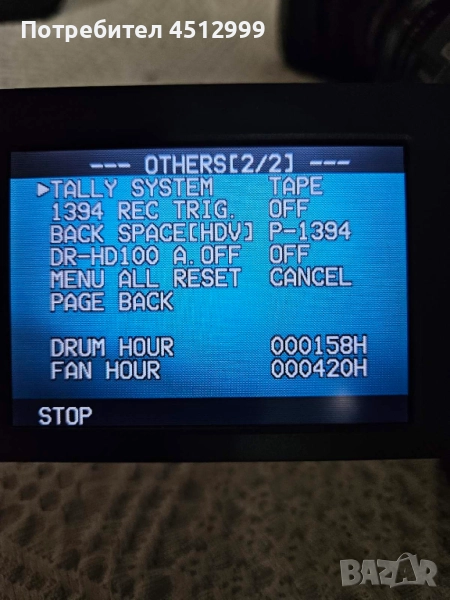 Потребител 4512999
--- OTHERS[2/2] ---
▶TALLY SYSTEM TAPE
1394 REC TRIG. OFF
BACK SPACE[HDV] P-1394
DR-HD100 A.OFF OFF
MENU ALL RESET CANCEL
PAGE BACK
DRUM HOUR 000158H
FAN HOUR 000420H
STOP
BAZAR